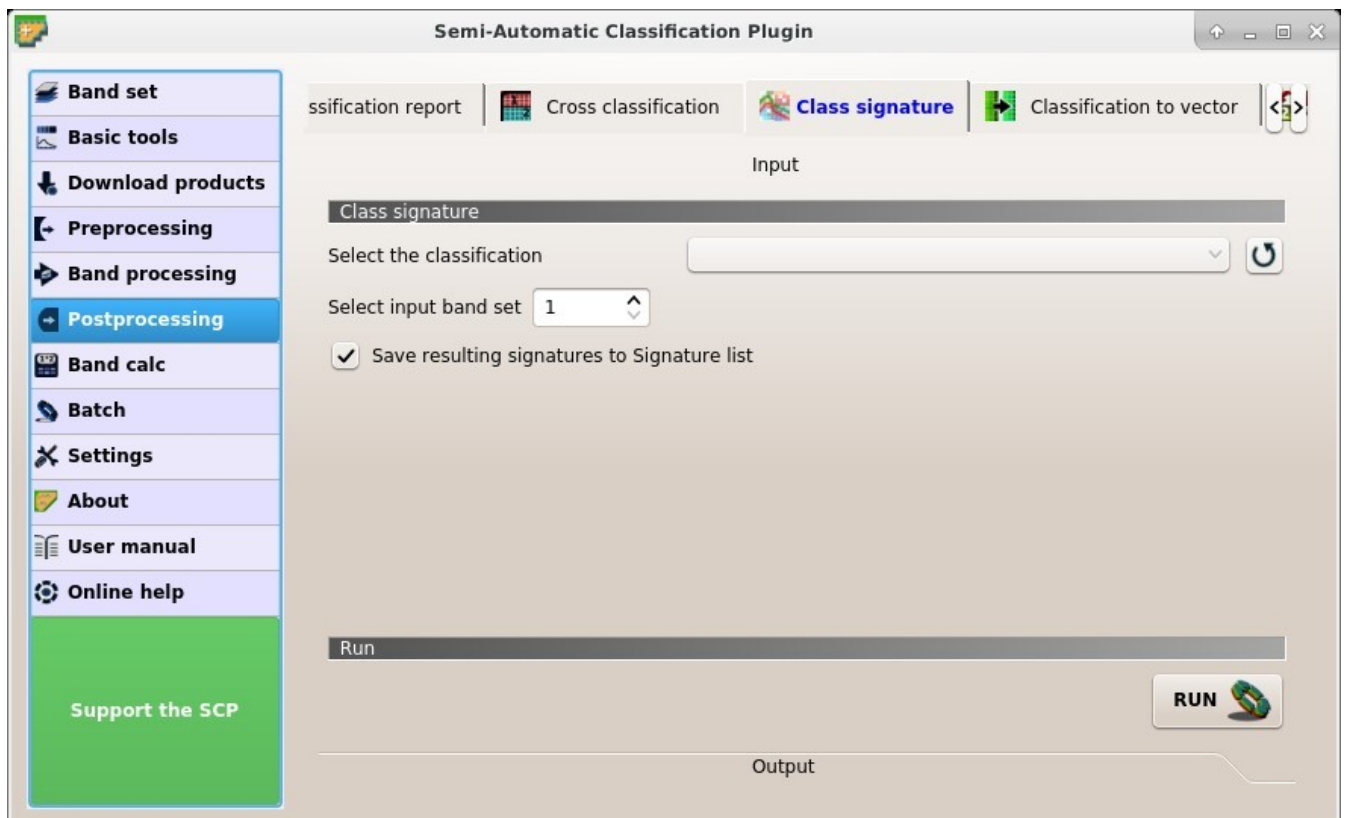 Semi-Automatic Classification Plugin
Band set
Basic tools
Download products
Preprocessing
Band processing
Postprocessing
Band calc
Batch
Settings
About
User manual
Online help
Support the SCP
ssification report
Cross classification
Class signature
Classification to vector
Input
Class signature
Select the classification
Select input band set 1
Save resulting signatures to Signature list
Run
RUN
Output